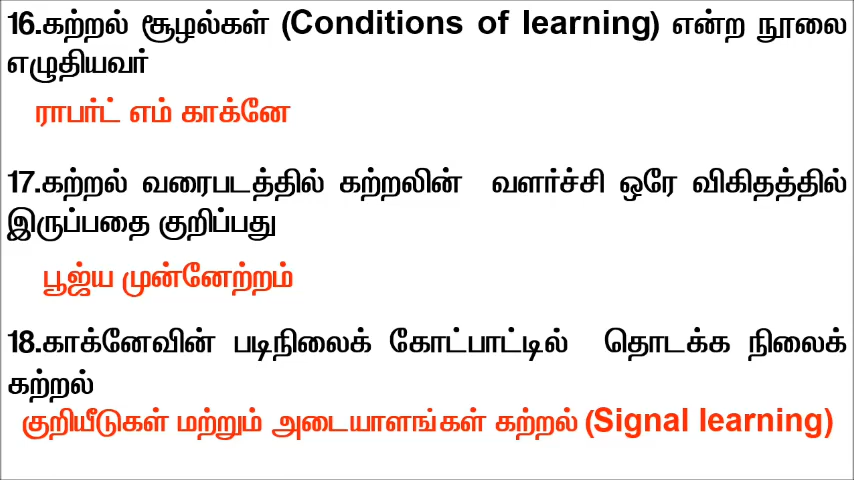 16.கற்றல் சூழல்கள் (Conditions of learning) என்ற நூலை
எழுதியவர்
ராபர்ட் எம் காக்னே
17.கற்றல் வரைபடத்தில் கற்றலின் வளர்ச்சி ஒரே விகிதத்தில்
இருப்பதை குறிப்பது
பூஜ்ய முன்னேற்றம்
18.காக்னேவின் படிநிலைக் கோட்பாட்டில் தொடக்க நிலைக்
கற்றல்
குறியீடுகள் மற்றும் அடையாளங்கள் கற்றல் (Signal learning)